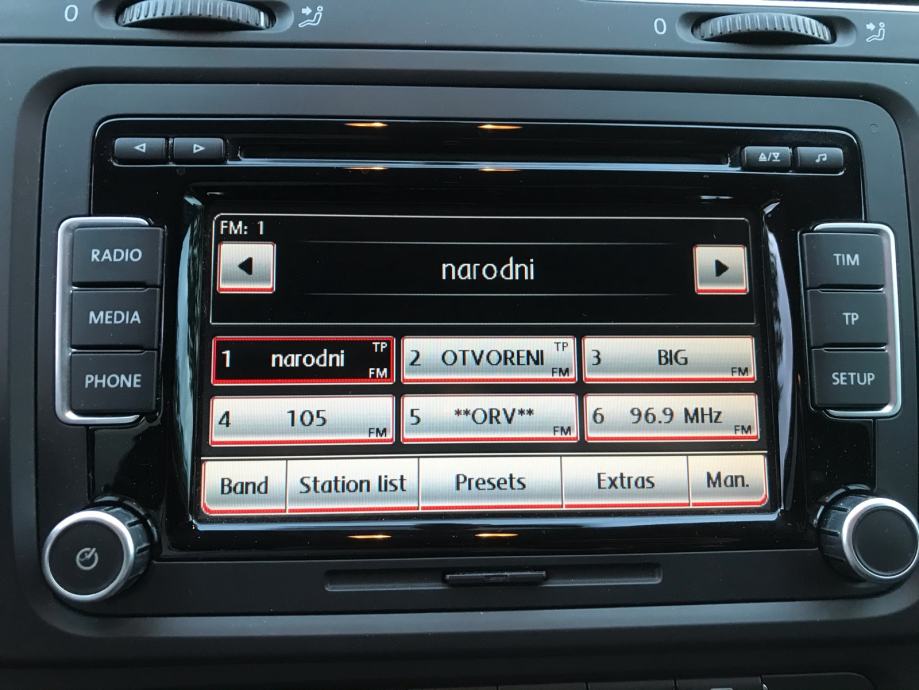 0 0
FM: 1
narodni
RADIO
MEDIA
PHONE
TIM
TP
SETUP
1 narodni TP FM
2 OTVORENI TP FM
3 BIG FM
4 105 FM
5 **ORV** FM
6 96.9 MHz FM
Band Station list Presets Extras Man.